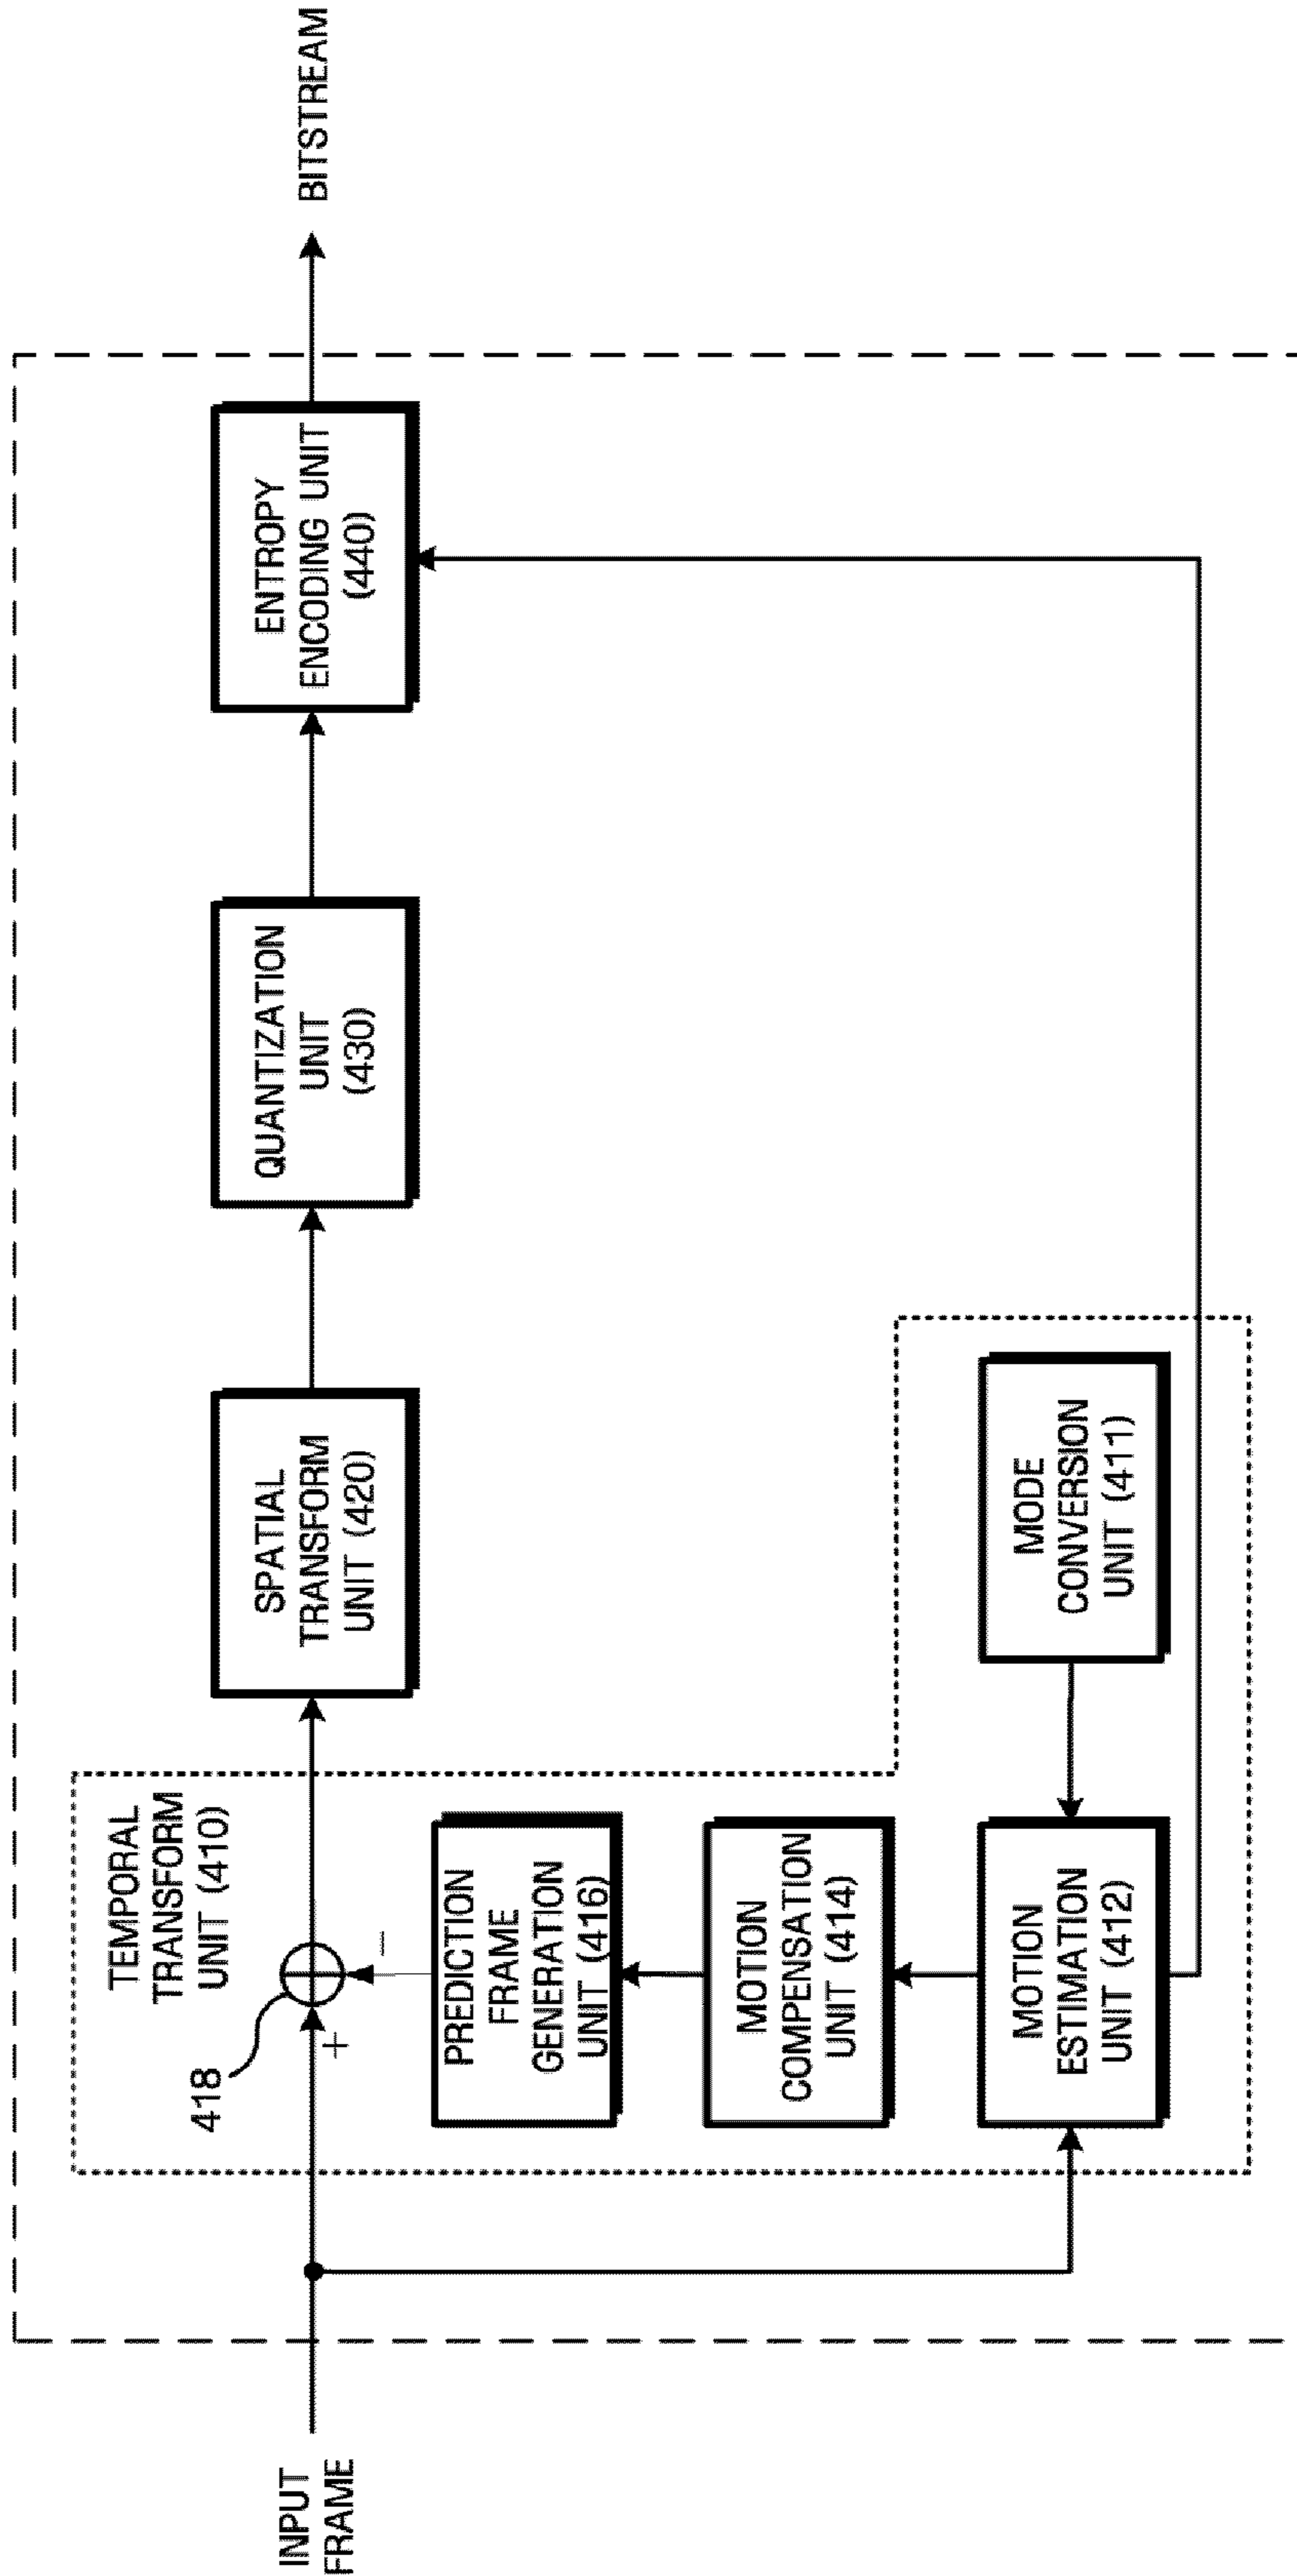 INPUT
FRAME
TEMPORAL
TRANSFORM
UNIT (410)
418
+
−
PREDICTION
FRAME
GENERATION
UNIT (416)
MOTION
COMPENSATION
UNIT (414)
MOTION
ESTIMATION
UNIT (412)
MODE
CONVERSION
UNIT (411)
SPATIAL
TRANSFORM
UNIT (420)
QUANTIZATION
UNIT
(430)
ENTROPY
ENCODING UNIT
(440)
BITSTREAM